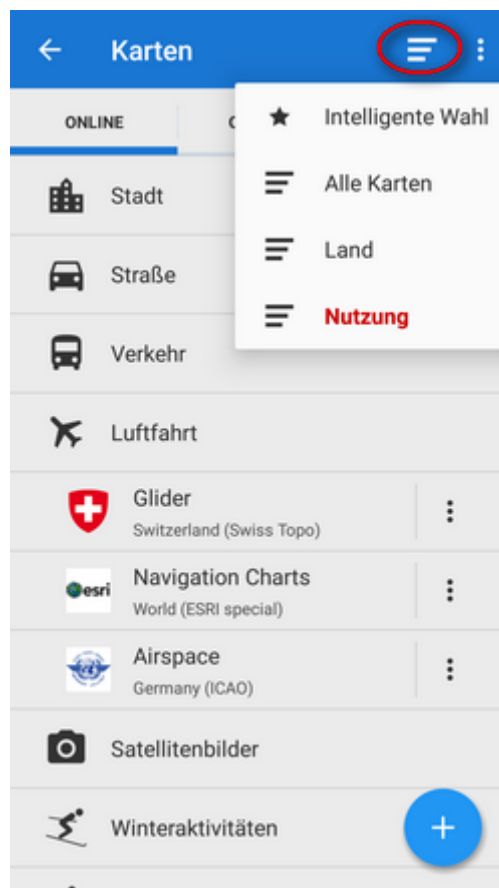 Karten
ONLINE
Intelligente Wahl
Alle Karten
Land
Nutzung
Stadt
Straße
Verkehr
Luftfahrt
Glider
Switzerland (Swiss Topo)
esri
Navigation Charts
World (ESRI special)
Airspace
Germany (ICAO)
Satellitenbilder
Winteraktivitäten